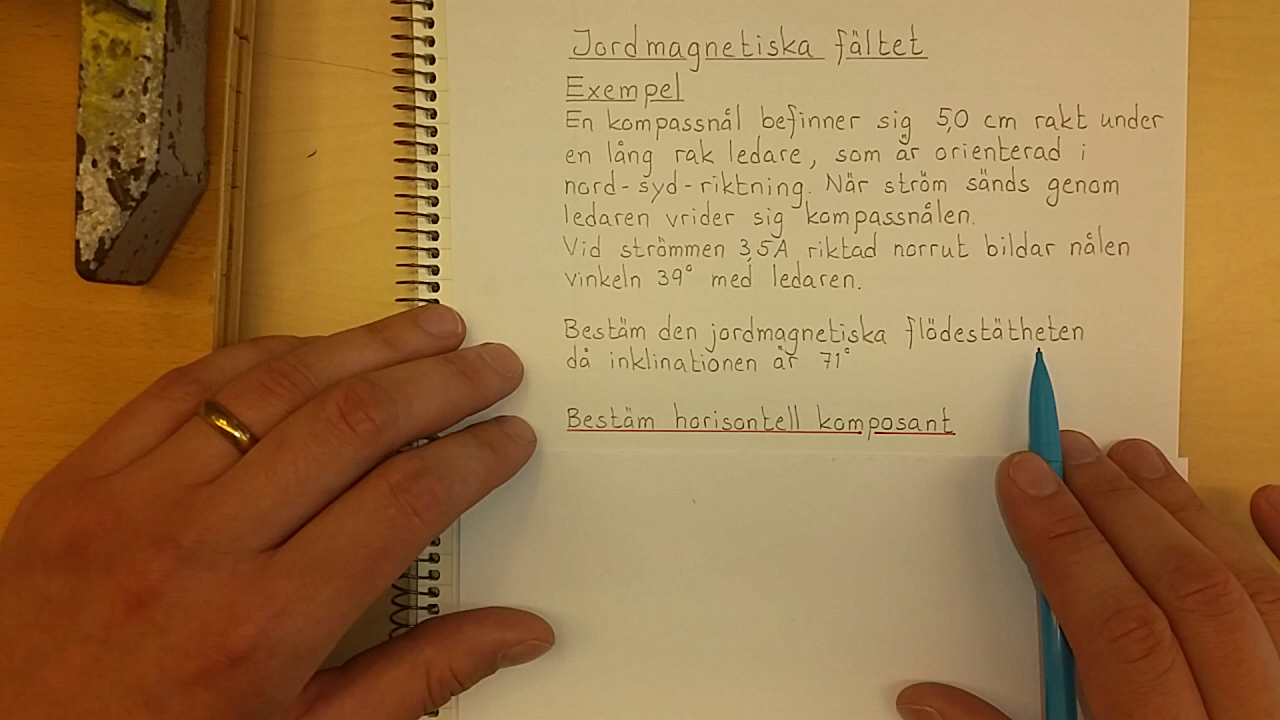 Jordmagnetiska fältet
Exempel
En kompassnål befinner sig 5,0 cm rakt under
en lång rak ledare, som är orienterad i
nord-syd-riktning. När ström sänds genom
ledaren vrider sig kompassnålen.
Vid strömmen 3,5A riktad norrut bildar nålen
vinkeln 39° med ledaren.
Bestäm den jordmagnetiska flödestätheten
då inklinationen är 71°
Bestäm horisontell komposant